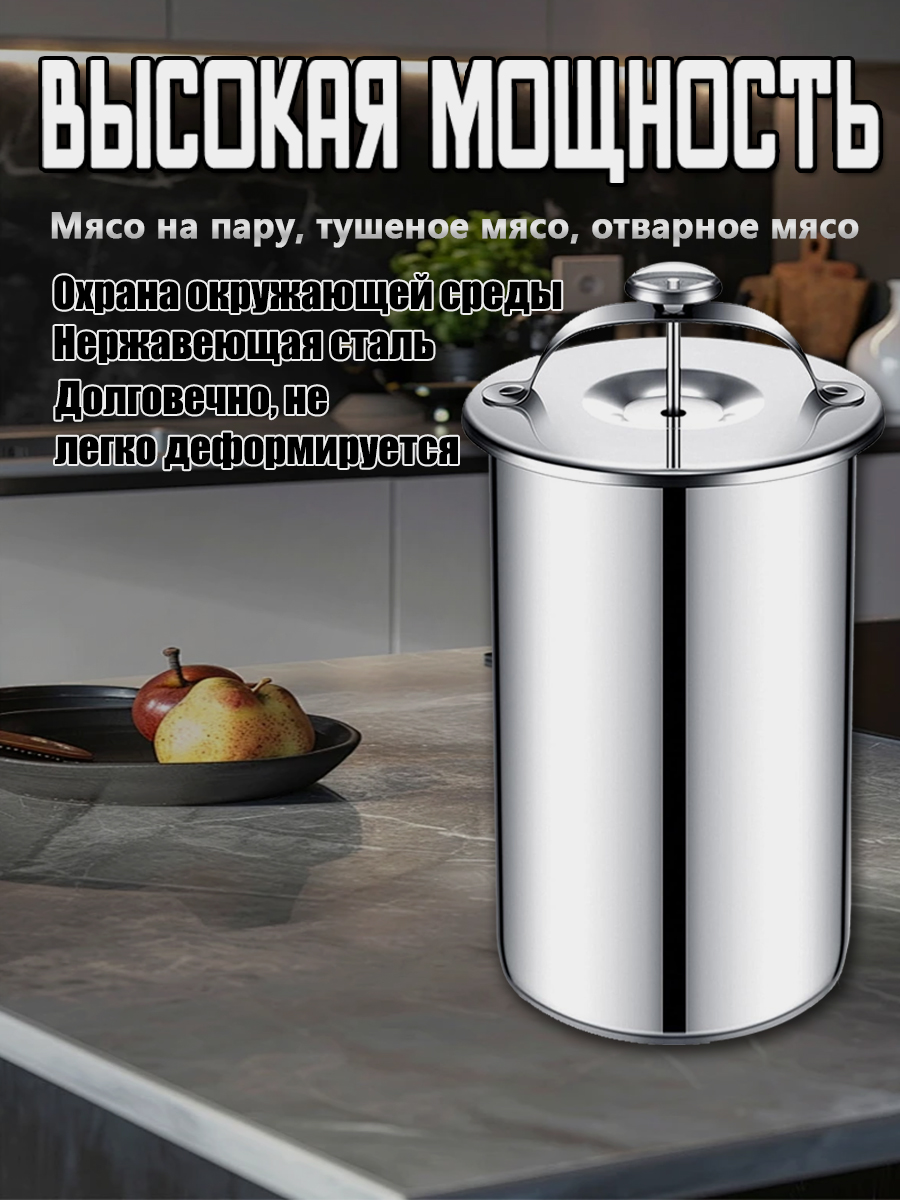 ВЫСОКАЯ МОЩНОСТЬ
Мясо на пару, тушеное мясо, отварное мясо
Охрана окружающей среды
Нержавеющая сталь
Долговечно, не
легко деформируется